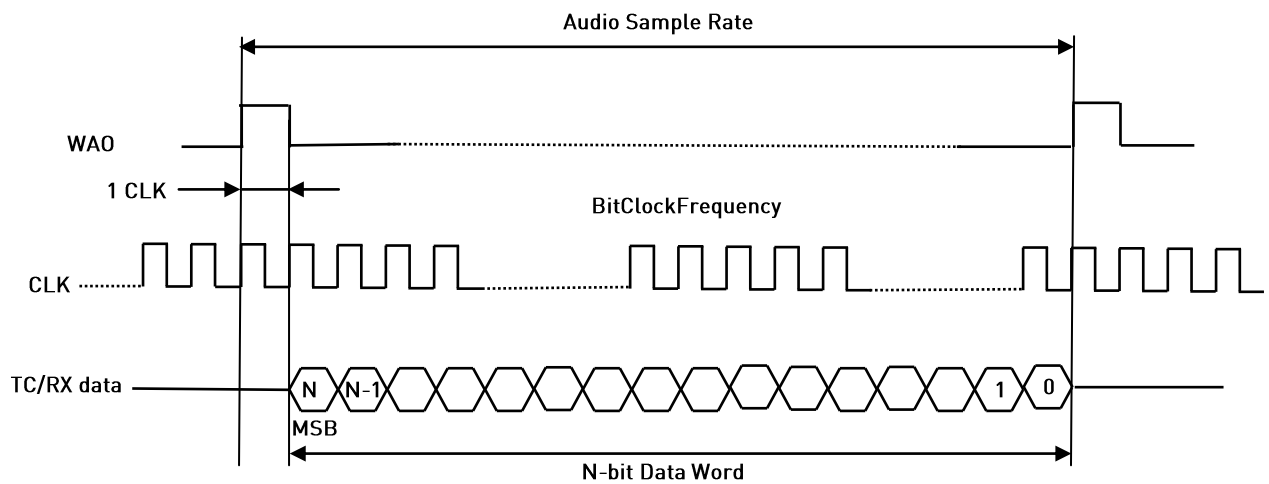 Audio Sample Rate
WAO
1 CLK
BitClockFrequency
CLK
TC/RX data
N
N-1
1
0
MSB
N-bit Data Word